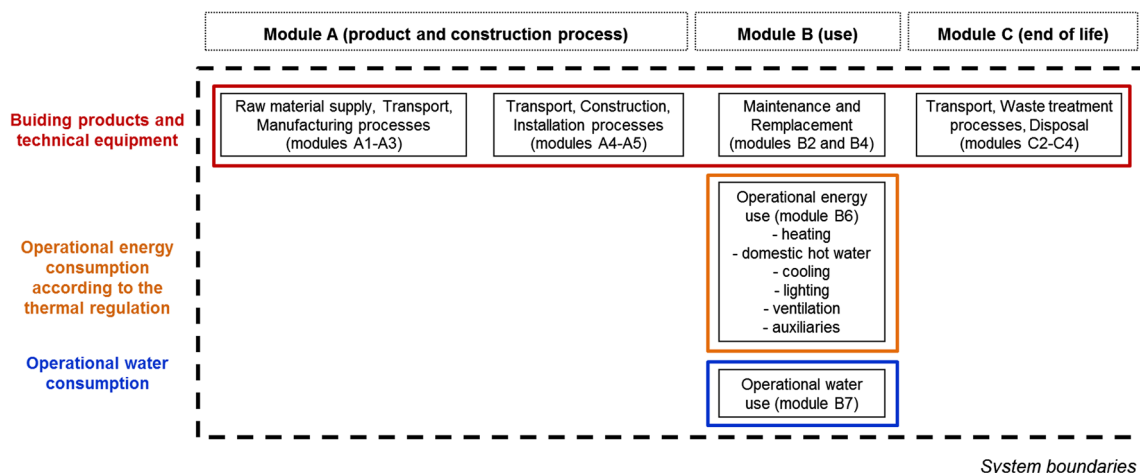 Module A (product and construction process)
Module B (use)
Module C (end of life)
Buiding products and
technical equipment
Raw material supply, Transport,
Manufacturing processes
(modules A1-A3)
Transport, Construction,
Installation processes
(modules A4-A5)
Maintenance and
Remplacement
(modules B2 and B4)
Transport, Waste treatment
processes, Disposal
(modules C2-C4)
Operational energy
consumption
according to the
thermal regulation
Operational energy
use (module B6)
- heating
- domestic hot water
- cooling
- lighting
- ventilation
- auxiliaries
Operational water
consumption
Operational water
use (module B7)
System boundaries